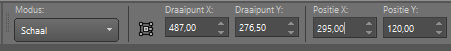 Modus: Draaipunt X: Draaipunt Y: Positie X: Positie Y:
Schaal 487,00 276,50 295,00 120,00